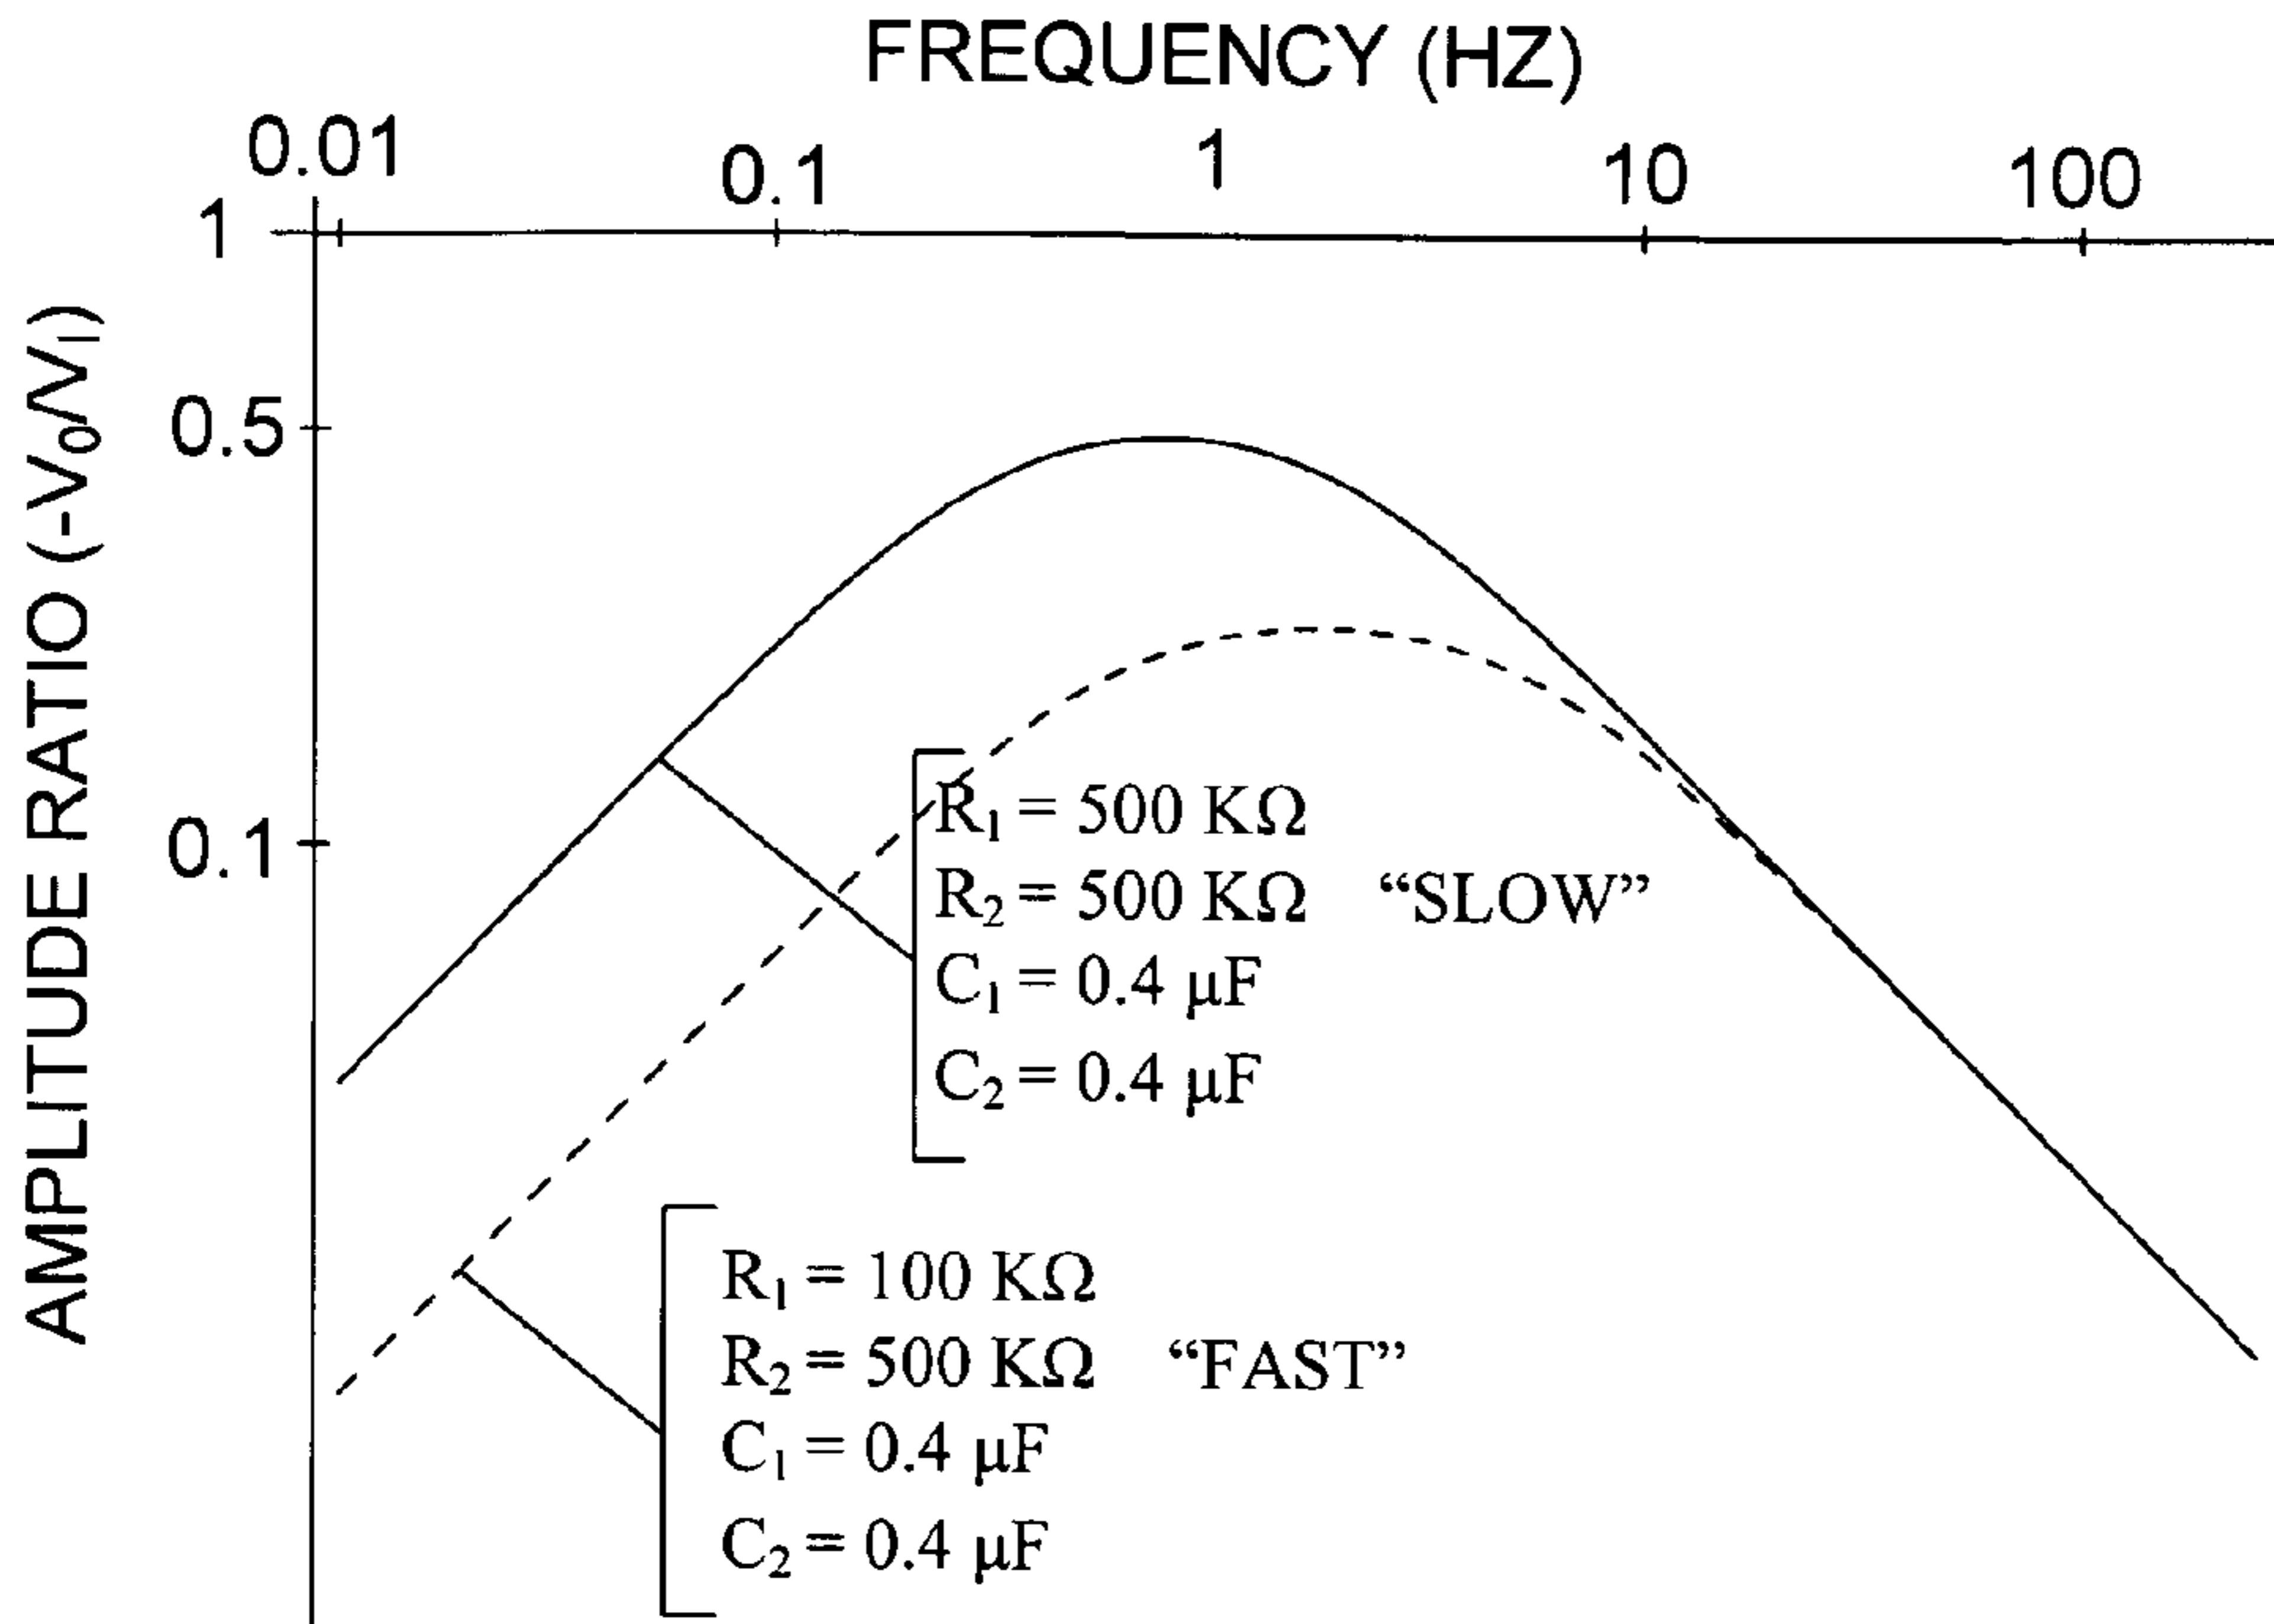 FREQUENCY (HZ)
0.01 0.1 1 10 100
1
0.5
0.1
AMPLITUDE RATIO (-V₀/V₁)
R₁ = 500 KΩ
R₂ = 500 KΩ “SLOW”
C₁ = 0.4 µF
C₂ = 0.4 µF
R₁ = 100 KΩ
R₂ = 500 KΩ “FAST”
C₁ = 0.4 µF
C₂ = 0.4 µF